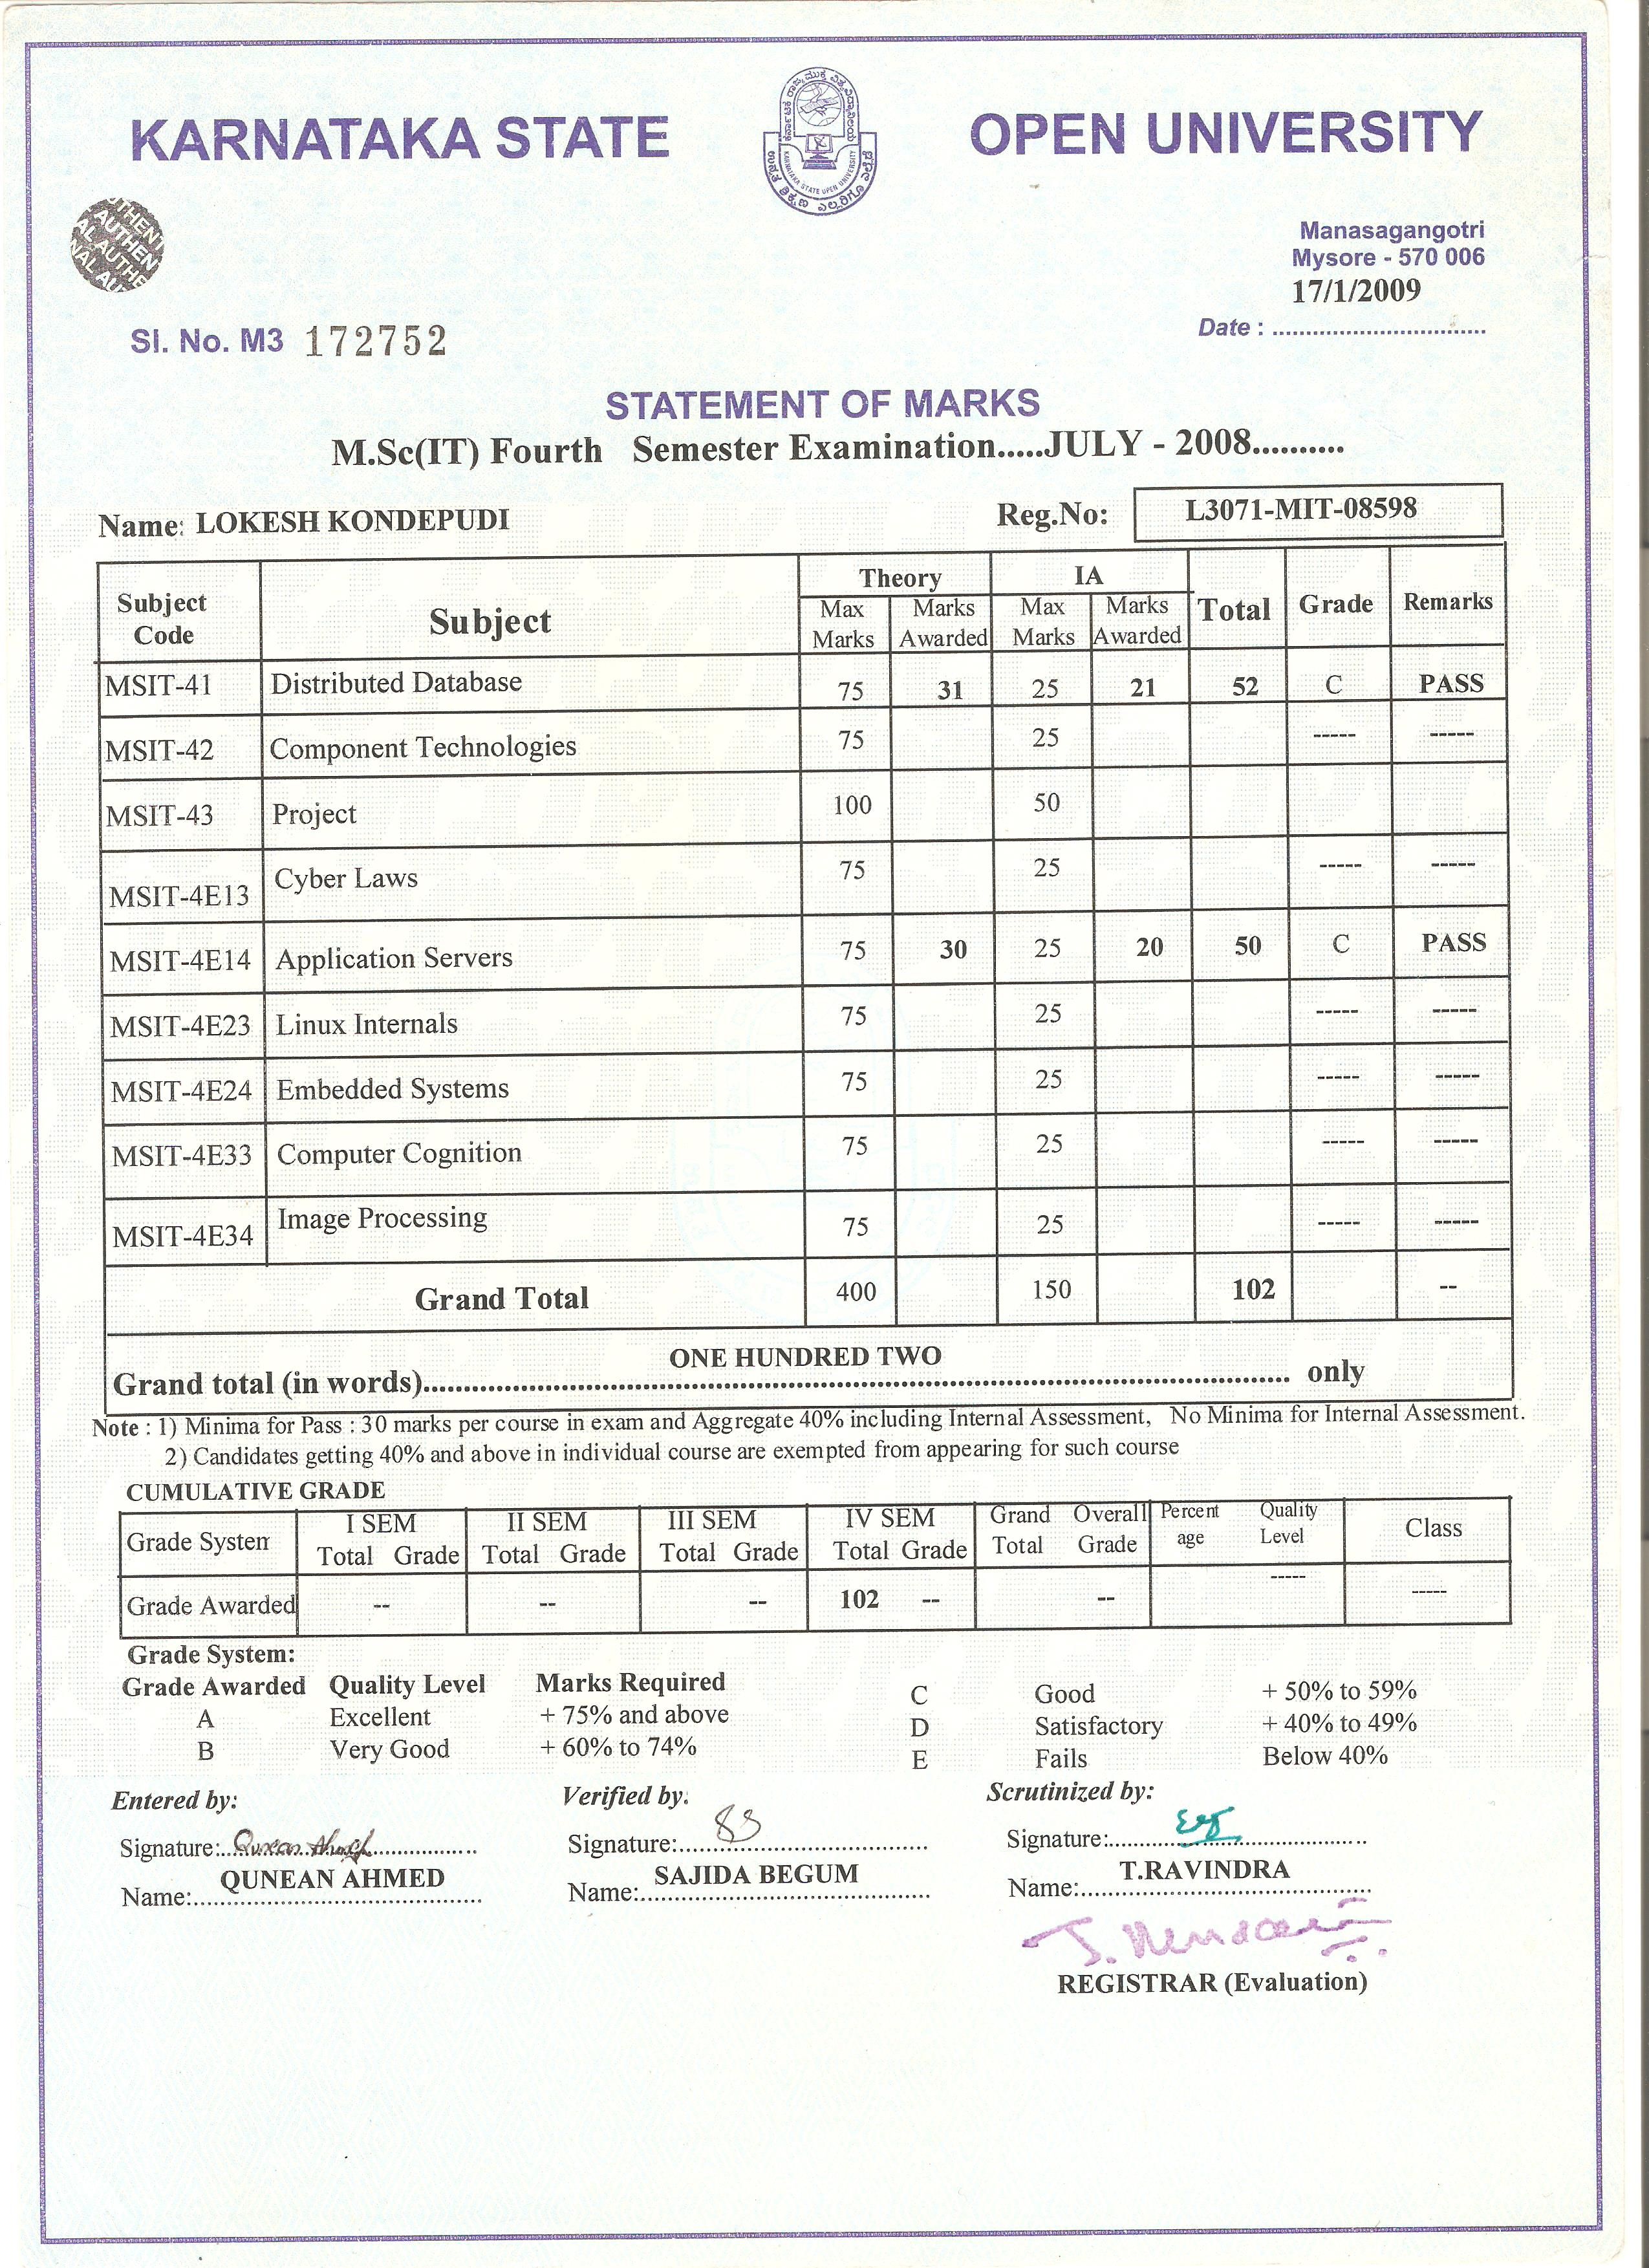 KARNATAKA STATE OPEN UNIVERSITY
ಕರ್ನಾಟಕ ರಾಜ್ಯ ಮುಕ್ತ ವಿಶ್ವವಿದ್ಯಾನಿಲಯ
KARNATAKA STATE OPEN UNIVERSITY
ಉನ್ನತ ಶಿಕ್ಷಣ ಎಲ್ಲರಿಗೂ ಎಲ್ಲೆಡೆ
Manasagangotri
Mysore - 570 006
17/1/2009
Date : ................................
Sl. No. M3 172752
STATEMENT OF MARKS
M.Sc(IT) Fourth Semester Examination.....JULY - 2008..........
Name: LOKESH KONDEPUDI Reg.No: L3071-MIT-08598
Subject Code Subject Theory IA Total Grade Remarks
Max Marks Marks Awarded Max Marks Marks Awarded
MSIT-41 Distributed Database 75 31 25 21 52 C PASS
MSIT-42 Component Technologies 75 25 ----- -----
MSIT-43 Project 100 50
MSIT-4E13 Cyber Laws 75 25 ----- -----
MSIT-4E14 Application Servers 75 30 25 20 50 C PASS
MSIT-4E23 Linux Internals 75 25 ----- -----
MSIT-4E24 Embedded Systems 75 25 ----- -----
MSIT-4E33 Computer Cognition 75 25 ----- -----
MSIT-4E34 Image Processing 75 25 ----- -----
Grand Total 400 150 102 --
ONE HUNDRED TWO
Grand total (in words)........................................ only
Note : 1) Minima for Pass : 30 marks per course in exam and Aggregate 40% including Internal Assessment, No Minima for Internal Assessment.
2) Candidates getting 40% and above in individual course are exempted from appearing for such course
CUMULATIVE GRADE
Grade System I SEM II SEM III SEM IV SEM Grand Total Overall Grade Percent age Quality Level Class
Total Grade Total Grade Total Grade Total Grade
Grade Awarded -- -- -- 102 -- -- ----- -----
Grade System:
Grade Awarded Quality Level Marks Required
A Excellent + 75% and above
B Very Good + 60% to 74%
C Good + 50% to 59%
D Satisfactory + 40% to 49%
E Fails Below 40%
Entered by: Verified by. Scrutinized by:
Signature:.......... Signature:.......... Signature:..........
QUNEAN AHMED SAJIDA BEGUM T.RAVINDRA
Name:.......... Name:.......... Name:..........
REGISTRAR (Evaluation)